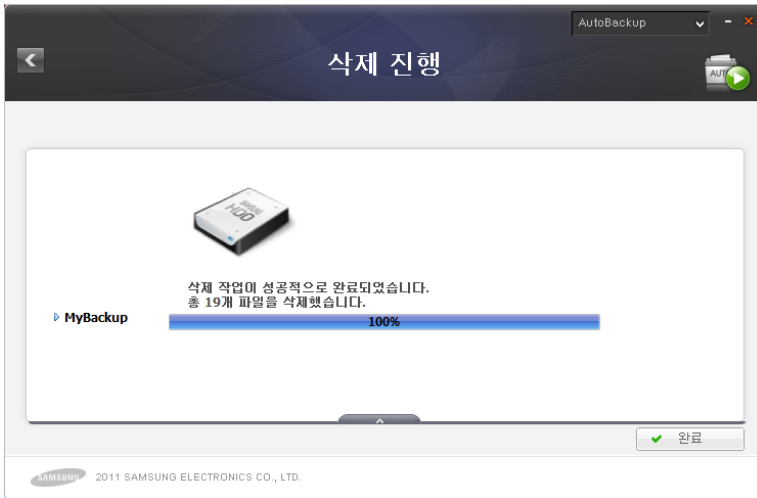 AutoBackup
삭제 진행
AUT
SAMSUNG
HDD
삭제 작업이 성공적으로 완료되었습니다.
총 19개 파일을 삭제했습니다.
MyBackup
100%
완료
SAMSUNG 2011 SAMSUNG ELECTRONICS CO., LTD.